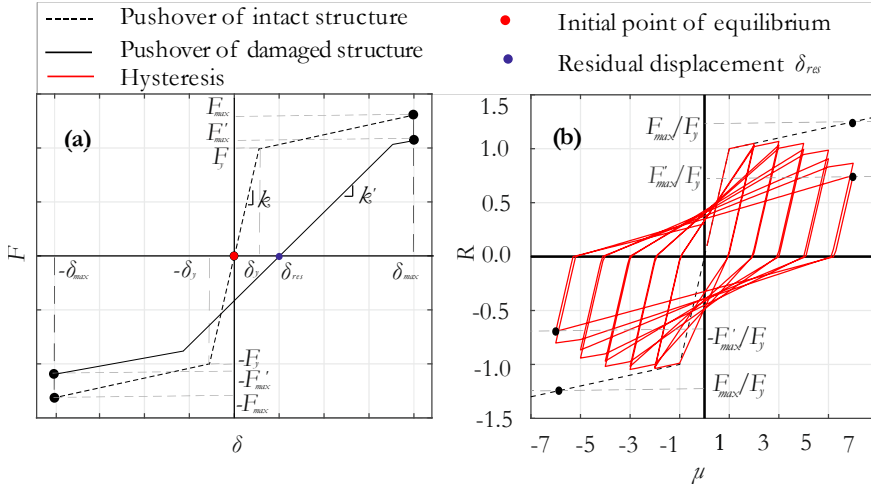 Pushover of intact structure
Initial point of equilibrium
Pushover of damaged structure
Residual displacement δres
Hysteresis
(a)
Fmax
F'max
Fy
k
k'
F
-δmax
-δy
δy
δres
δmax
-Fy
-F'max
-Fmax
δ
(b)
1.5
1.0
0.5
0.0
-0.5
-1.0
-1.5
R
Fmax/Fy
F'max/Fy
-F'max/Fy
Fmax/Fy
-7 -5 -3 -1 1 3 4 7
μ